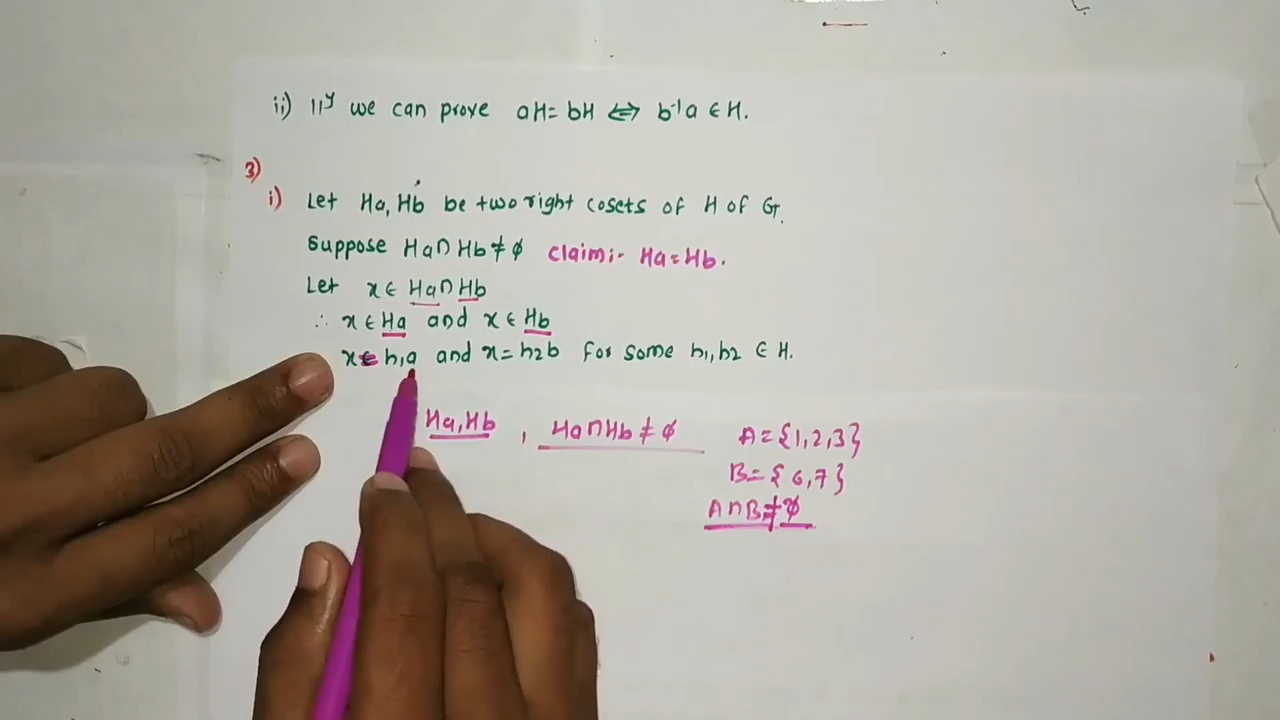 ii) |||ly we can prove aH = bH ⇔ b⁻¹a ∈ H.
3)
i) Let Ha, Hb be two right cosets of H of G.
Suppose Ha∩Hb ≠ ϕ claim:- Ha=Hb.
Let x ∈ Ha∩Hb
∴ x ∈ Ha and x ∈ Hb
x = h₁a and x = h₂b for some h₁, h₂ ∈ H.
Ha, Hb , Ha∩Hb ≠ ϕ
A = {1,2,3}
B = {6,7}
A∩B ≠ ϕ